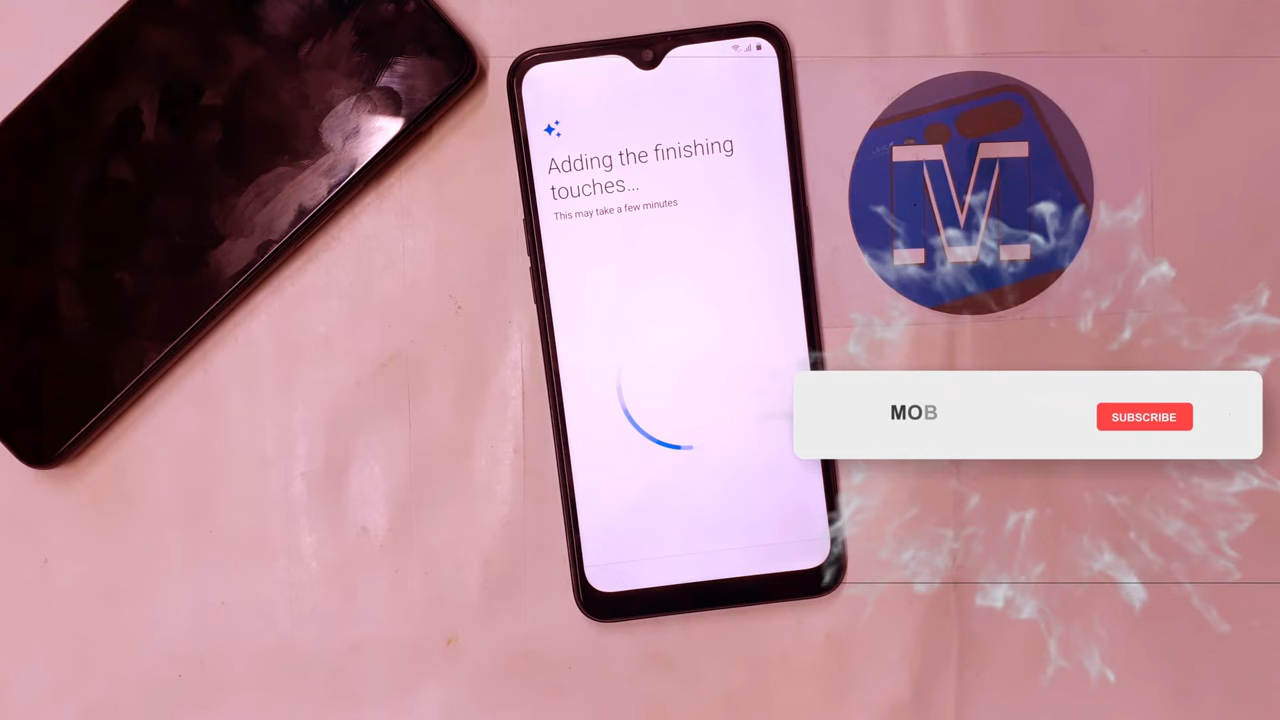 Adding the finishing
touches...
This may take a few minutes
M
MOB
SUBSCRIBE